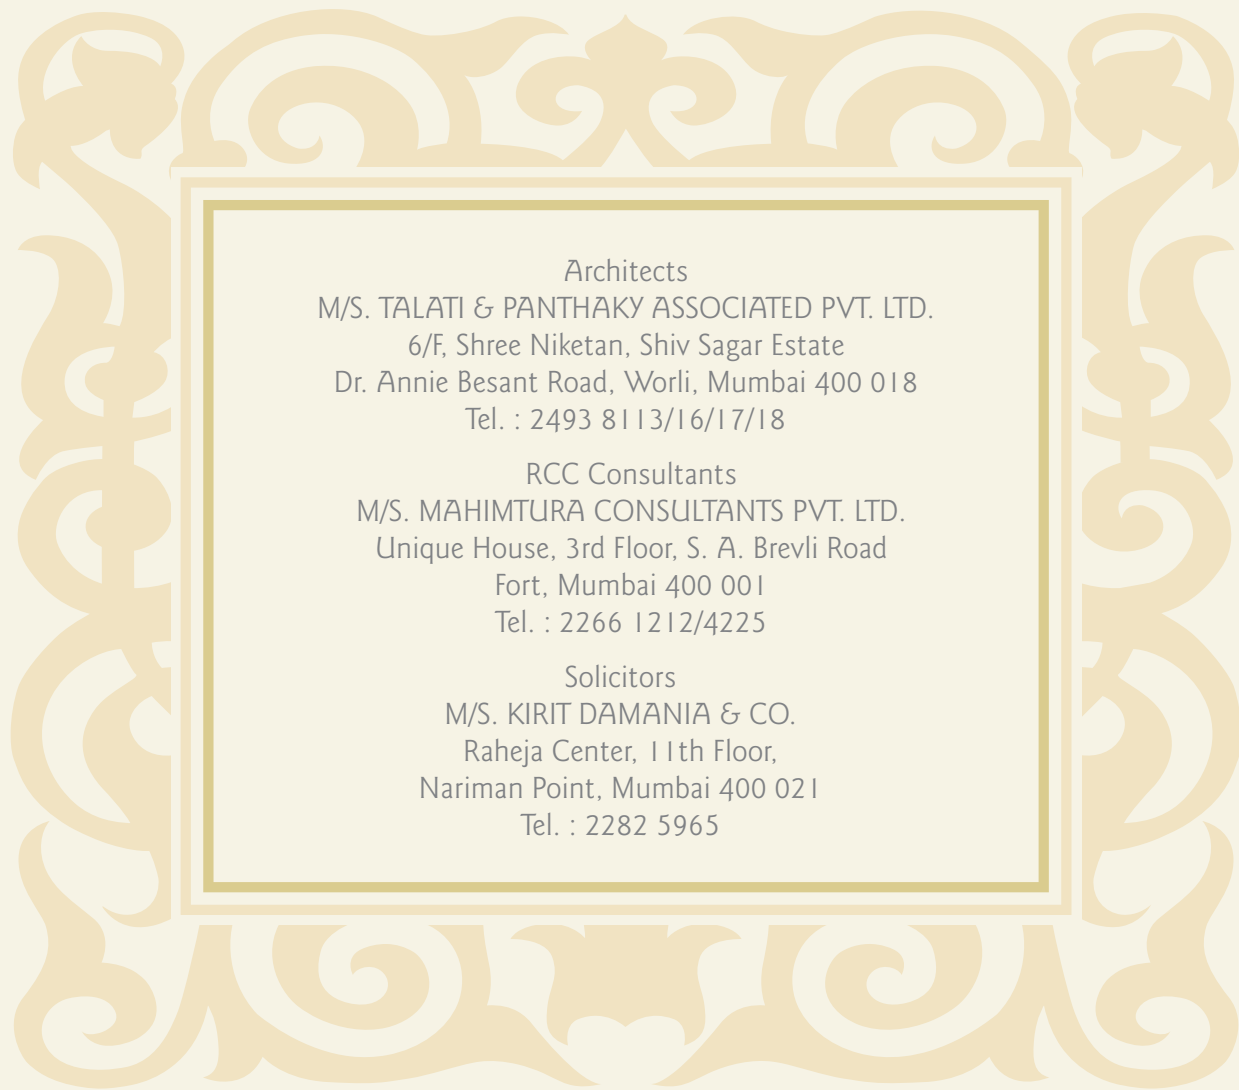 Architects
M/S. TALATI & PANTHAKY ASSOCIATED PVT. LTD.
6/F, Shree Niketan, Shiv Sagar Estate
Dr. Annie Besant Road, Worli, Mumbai 400 018
Tel. : 2493 8113/16/17/18
RCC Consultants
M/S. MAHIMTURA CONSULTANTS PVT. LTD.
Unique House, 3rd Floor, S. A. Brevli Road
Fort, Mumbai 400 001
Tel. : 2266 1212/4225
Solicitors
M/S. KIRIT DAMANIA & CO.
Raheja Center, 11th Floor,
Nariman Point, Mumbai 400 021
Tel. : 2282 5965